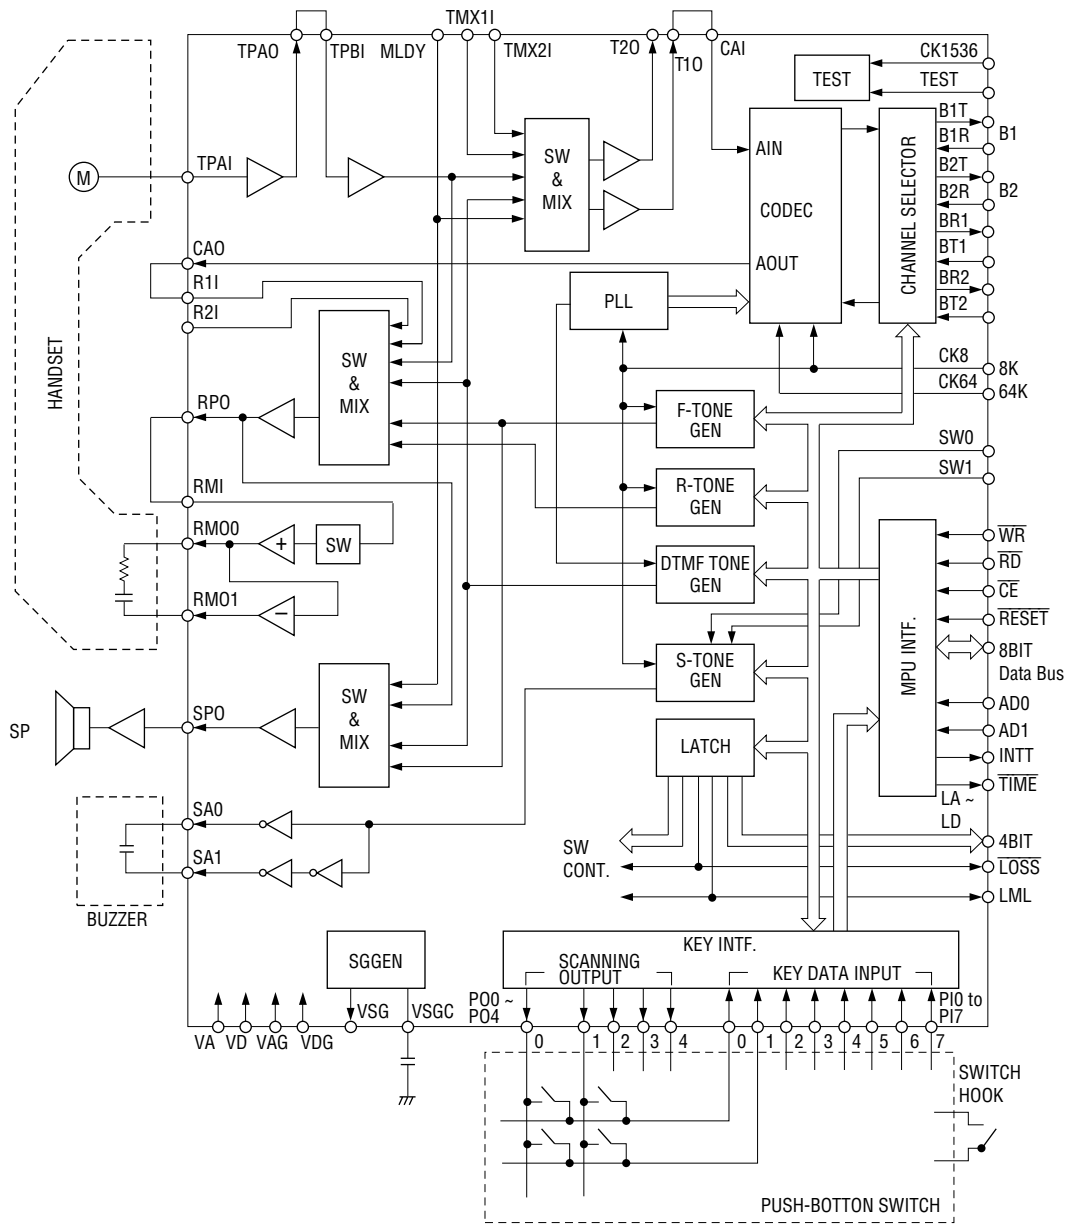 TMX1I
TPAO
TPBI
MLDY
TMX2I
T2O
T1O
CAI
CK1536
TEST
TEST
B1T
B1R
B1
B2T
B2R
B2
BR1
BT1
BR2
BT2
CHANNEL SELECTOR
AIN
CODEC
AOUT
SW
&
MIX
M
TPAI
CAO
R1I
R2I
PLL
HANDSET
SW
&
MIX
CK8
8K
CK64
64K
RPO
F-TONE
GEN
SW0
SW1
RMI
R-TONE
GEN
RMO0
+
SW
WR
RD
DTMF TONE
GEN
CE
RMO1
−
RESET
MPU INTF.
8BIT
Data Bus
S-TONE
GEN
SW
&
MIX
SP
SPO
AD0
AD1
LATCH
INTT
TIME
LA ~
LD
SA0
4BIT
SW
CONT.
LOSS
SA1
LML
BUZZER
KEY INTF.
SGGEN
SCANNING
OUTPUT
KEY DATA INPUT
VSG
VSGC
PO0 ~
PO4
PI0 to
PI7
VA
VD
VAG
VDG
0
1
2
3
4
0
1
2
3
4
5
6
7
SWITCH
HOOK
PUSH-BOTTON SWITCH